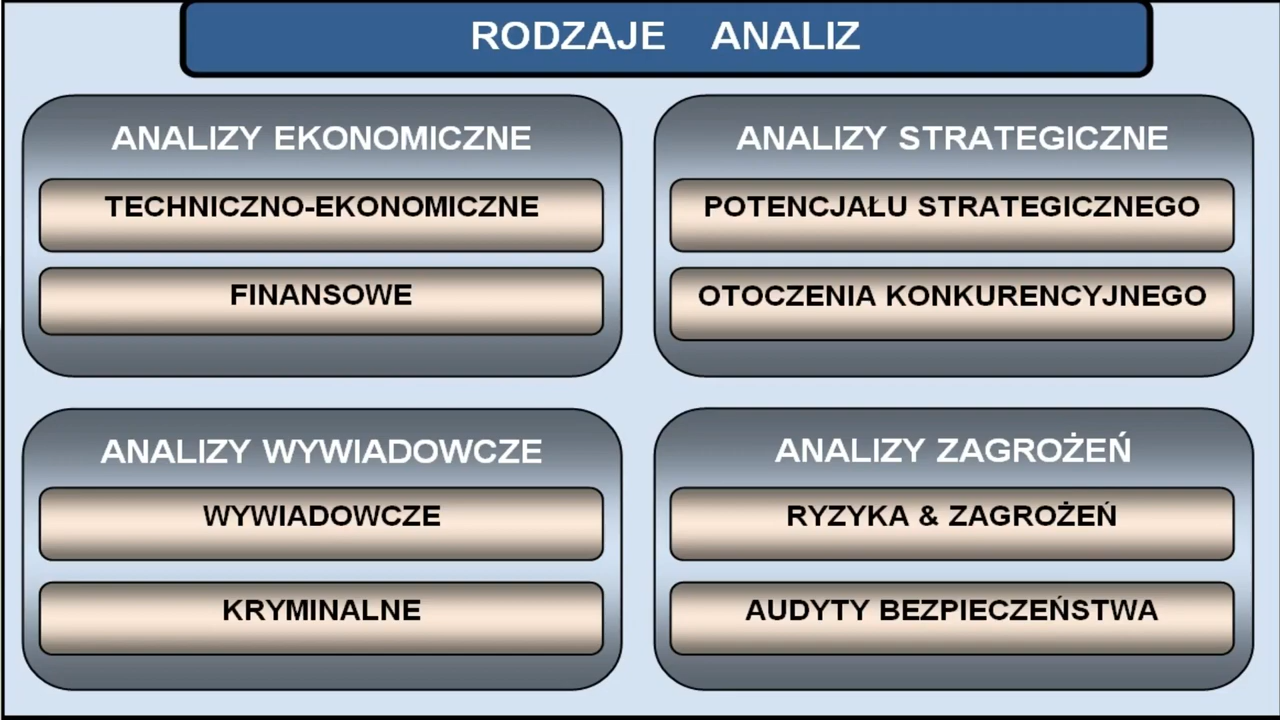 RODZAJE ANALIZ
ANALIZY EKONOMICZNE
TECHNICZNO-EKONOMICZNE
FINANSOWE
ANALIZY STRATEGICZNE
POTENCJAŁU STRATEGICZNEGO
OTOCZENIA KONKURENCYJNEGO
ANALIZY WYWIADOWCZE
WYWIADOWCZE
KRYMINALNE
ANALIZY ZAGROŻEŃ
RYZYKA & ZAGROŻEŃ
AUDYTY BEZPIECZEŃSTWA